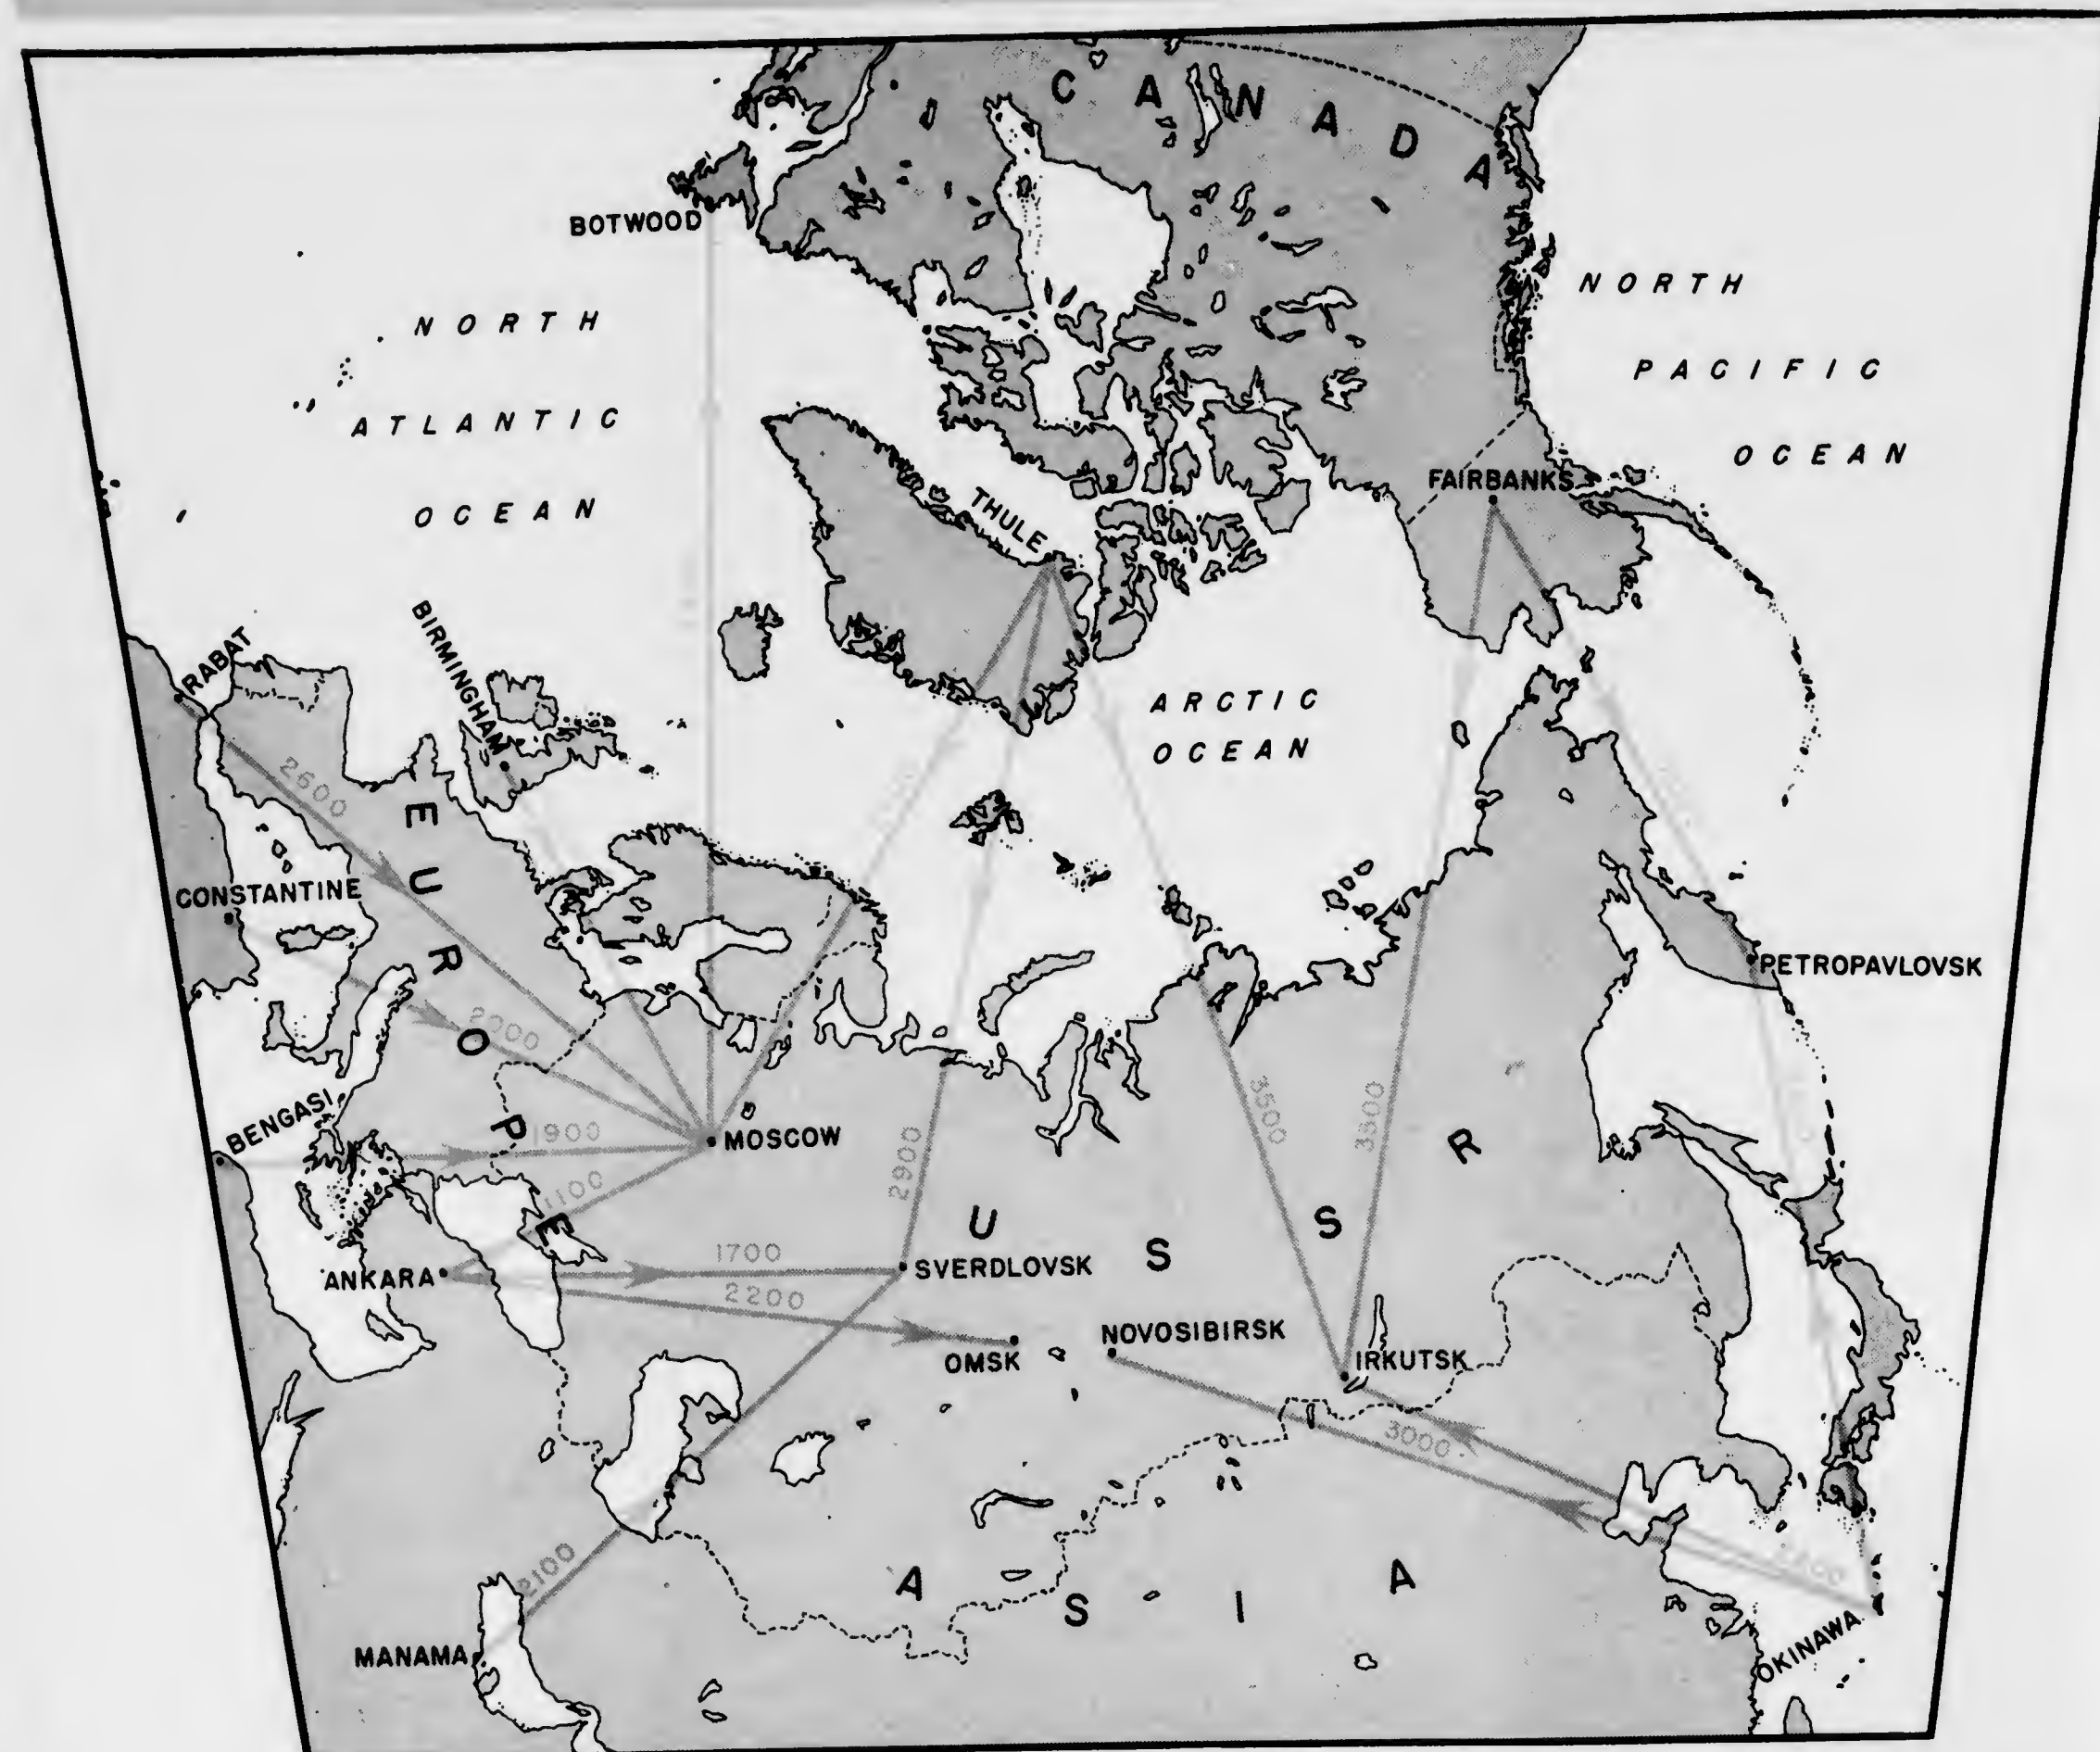 CANADA
BOTWOOD
NORTH
ATLANTIC
OCEAN
NORTH
PACIFIC
OCEAN
FAIRBANKS
THULE
BIRMINGHAM
RABAT
ARCTIC
OCEAN
2600
EUROPE
CONSTANTINE
PETROPAVLOVSK
2000
BENGASI
1900
MOSCOW
1100
2900
3500
3500
USSR
1700
SVERDLOVSK
ANKARA
2200
NOVOSIBIRSK
OMSK
IRKUTSK
3000
2100
ASIA
MANAMA
OKINAWA